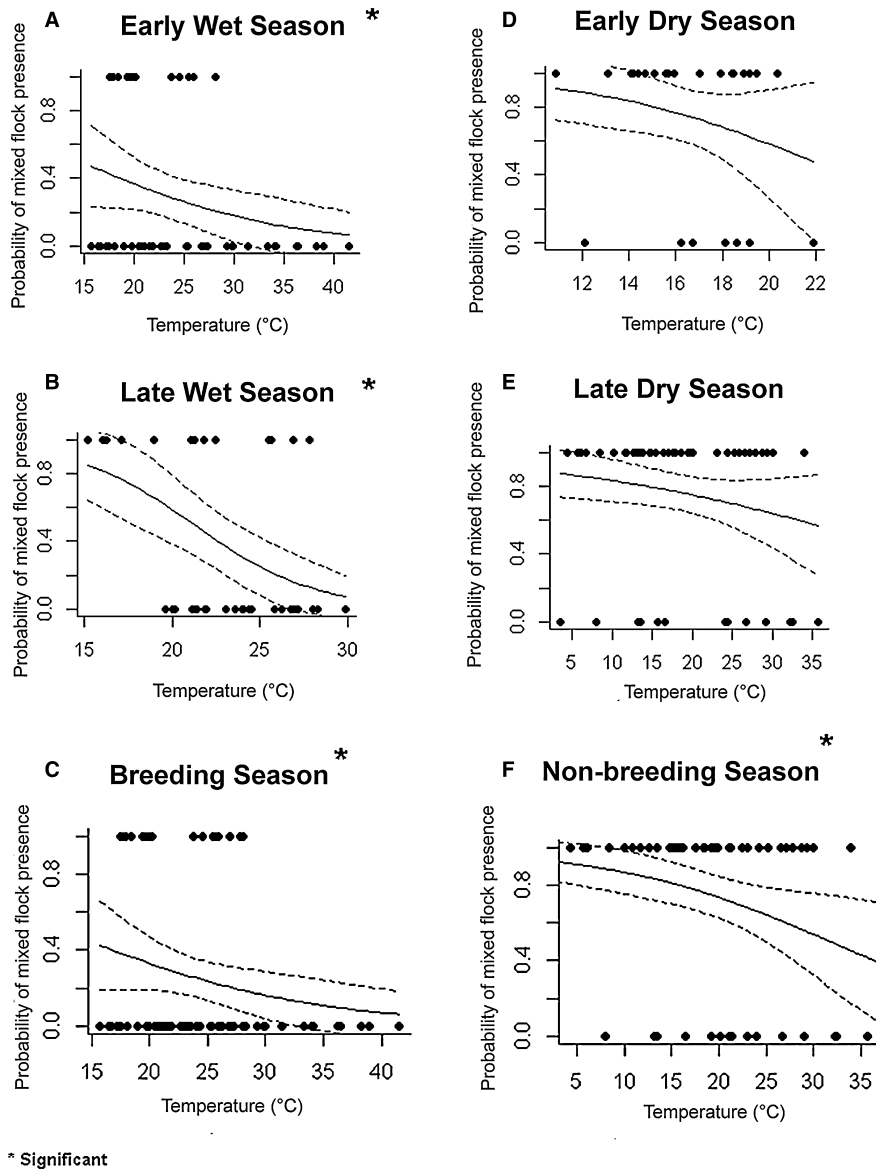 A
Early Wet Season *
Probability of mixed flock presence
0.8
0.4
0.0
15 20 25 30 35 40
Temperature (°C)
D
Early Dry Season
Probability of mixed flock presence
0.8
0.4
0.0
12 14 16 18 20 22
Temperature (°C)
B
Late Wet Season *
Probability of mixed flock presence
0.8
0.4
0.0
15 20 25 30
Temperature (°C)
E
Late Dry Season
Probability of mixed flock presence
0.8
0.4
0.0
5 10 15 20 25 30 35
Temperature (°C)
C
Breeding Season *
Probability of mixed flock presence
0.8
0.4
0.0
15 20 25 30 35 40
Temperature (°C)
F
Non-breeding Season *
Probability of mixed flock presence
0.8
0.4
0.0
5 10 15 20 25 30 35
Temperature (°C)
* Significant